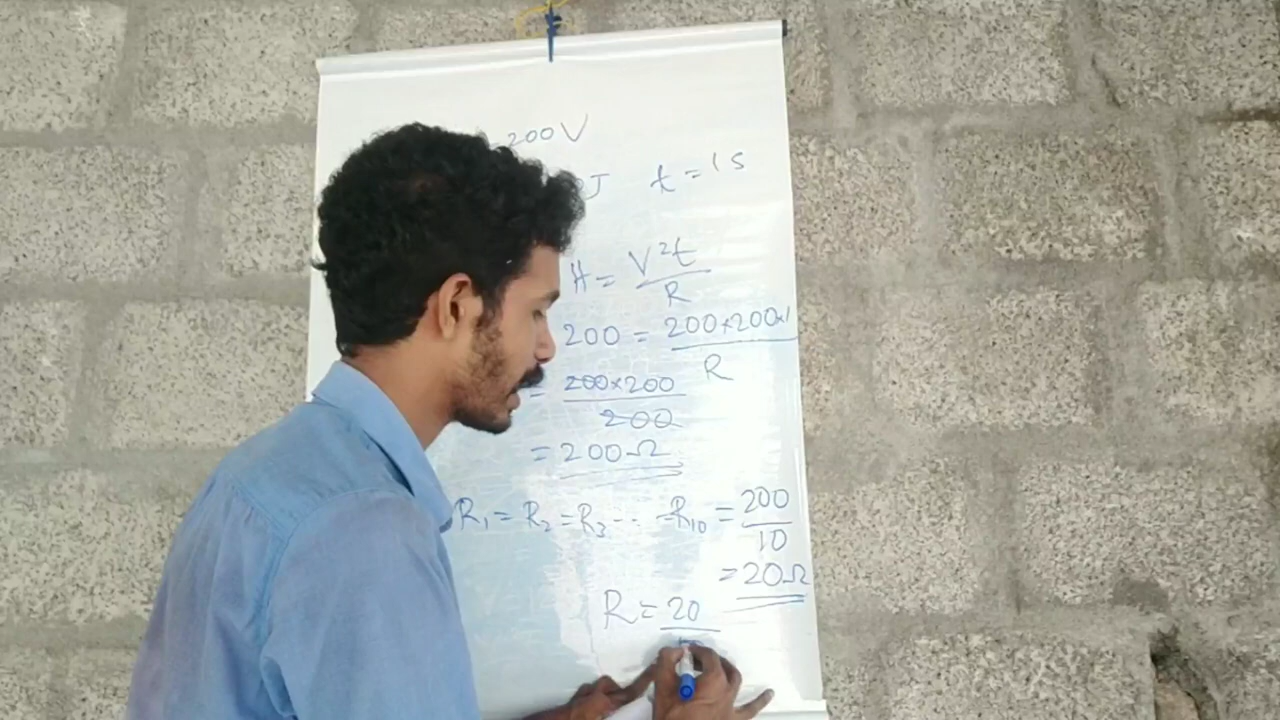 200V
J t = 1s
H = V²t / R
200 = 200×200×1 / R
= 200×200 / 200
= 200Ω
R₁ = R₂ = R₃ -- - R₁₀ = 200 / 10
= 20Ω
R = 20